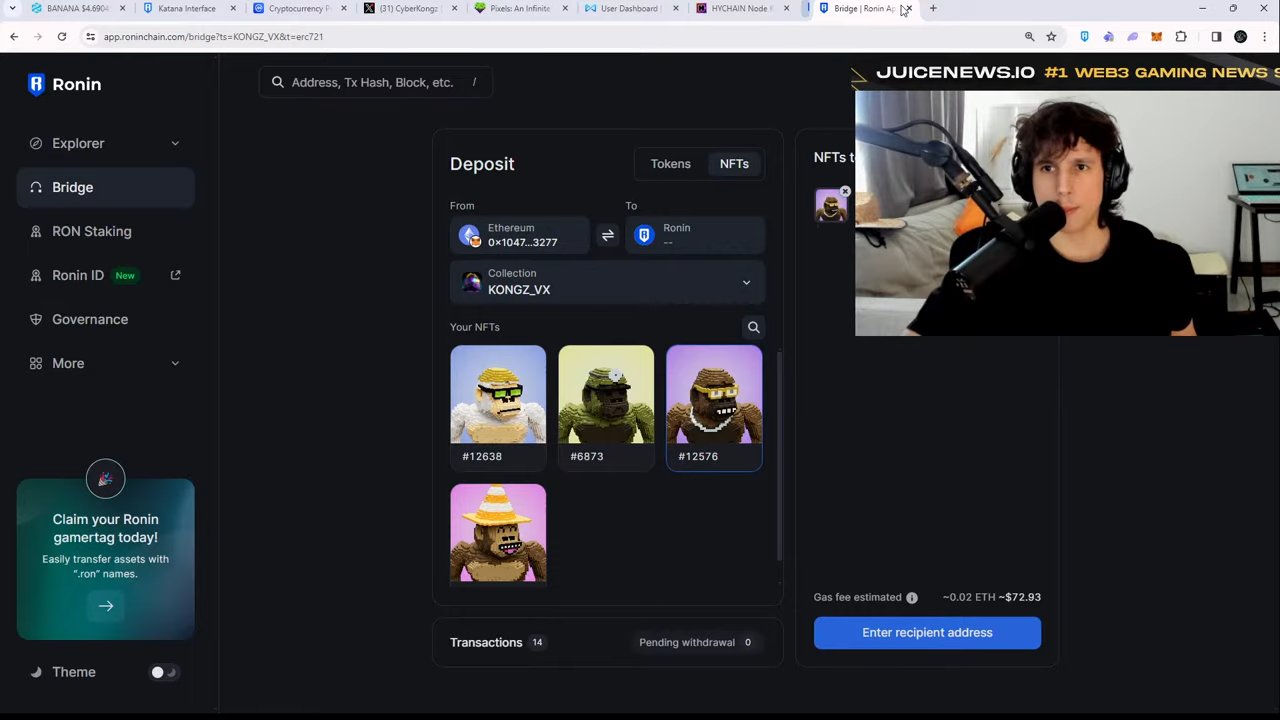 BANANA $4.6904
Katana Interface
Cryptocurrency P
(31) CyberKongz
Pixels: An Infinite
User Dashboard
HYCHAIN Node K
Bridge | Ronin Ap
app.roninchain.com/bridge?ts=KONGZ_VX&t=erc721
Ronin
Address, Tx Hash, Block, etc. /
JUICENEWS.IO #1 WEB3 GAMING NEWS S
Explorer
Bridge
RON Staking
Ronin ID New
Governance
More
Deposit
Tokens
NFTs
From
To
Ethereum
0×1047...3277
Ronin
--
Collection
KONGZ_VX
Your NFTs
#12638
#6873
#12576
NFTs t
Claim your Ronin
gamertag today!
Easily transfer assets with
".ron" names.
Theme
Transactions 14
Pending withdrawal 0
Gas fee estimated ~0.02 ETH ~$72.93
Enter recipient address